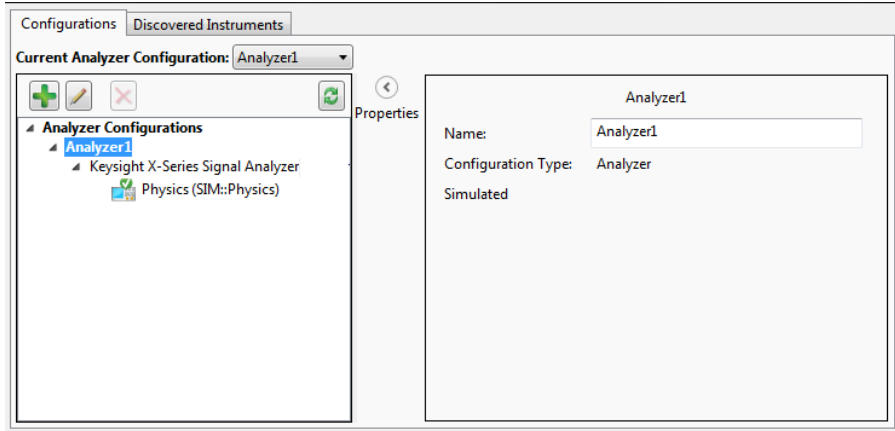 Configurations Discovered Instruments
Current Analyzer Configuration: Analyzer1
Properties
Analyzer Configurations
Analyzer1
Keysight X-Series Signal Analyzer
Physics (SIM::Physics)
Analyzer1
Name: Analyzer1
Configuration Type: Analyzer
Simulated